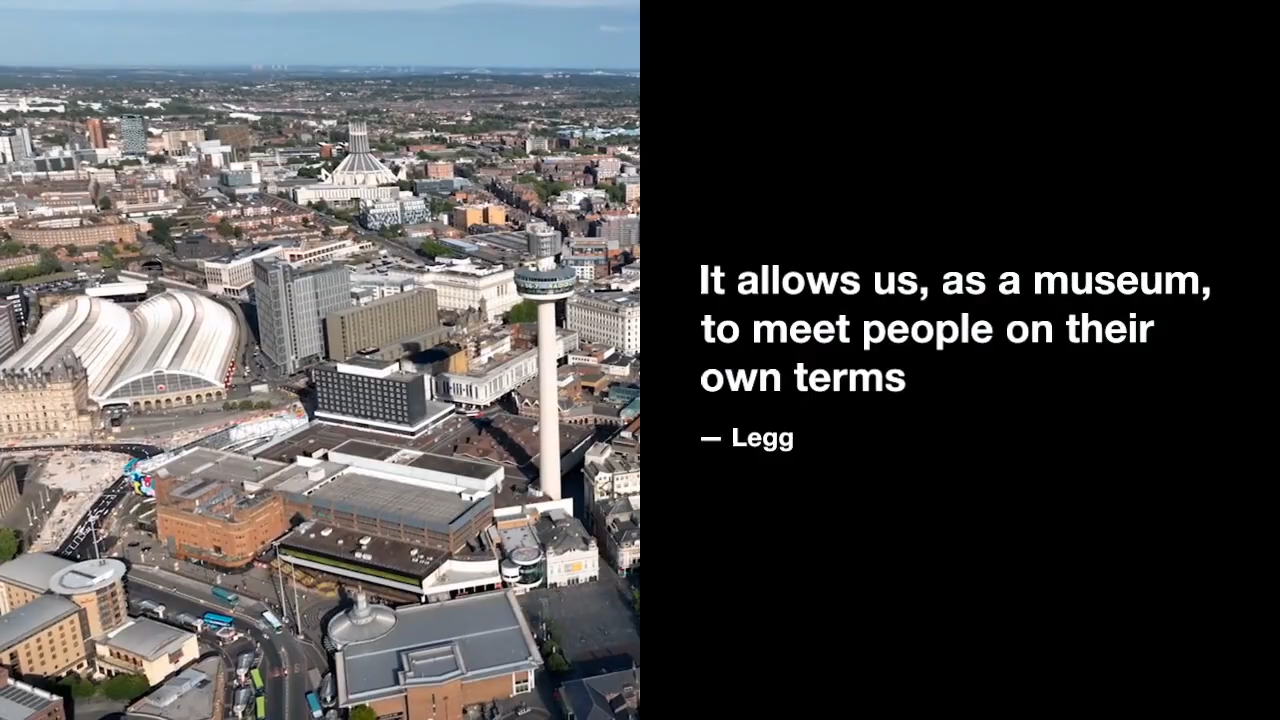 It allows us, as a museum,
to meet people on their
own terms
— Legg